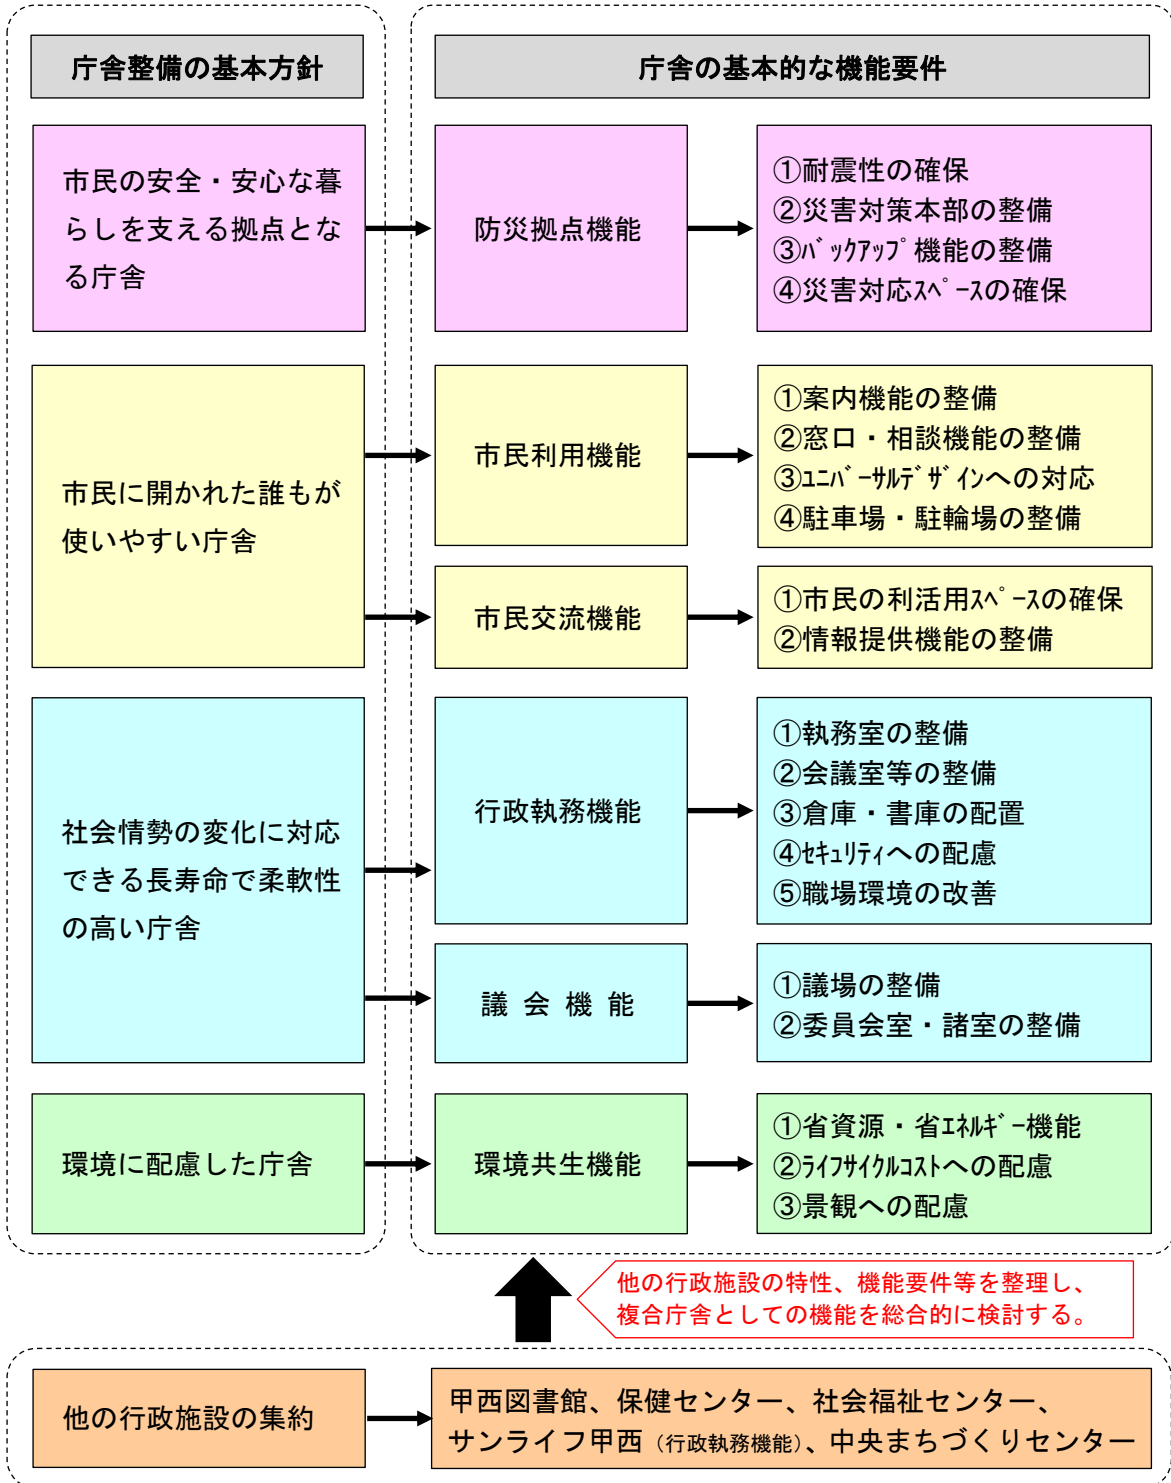 庁舎整備の基本方針
庁舎の基本的な機能要件
市民の安全・安心な暮
らしを支える拠点とな
る庁舎
防災拠点機能
①耐震性の確保
②災害対策本部の整備
③ﾊﾞｯｸｱｯﾌﾟ機能の整備
④災害対応ｽﾍﾟｰｽの確保
市民に開かれた誰もが
使いやすい庁舎
市民利用機能
①案内機能の整備
②窓口・相談機能の整備
③ﾕﾆﾊﾞｰｻﾙﾃﾞｻﾞｲﾝへの対応
④駐車場・駐輪場の整備
市民交流機能
①市民の利活用ｽﾍﾟｰｽの確保
②情報提供機能の整備
社会情勢の変化に対応
できる長寿命で柔軟性
の高い庁舎
行政執務機能
①執務室の整備
②会議室等の整備
③倉庫・書庫の配置
④ｾｷｭﾘﾃｨへの配慮
⑤職場環境の改善
議 会 機 能
①議場の整備
②委員会室・諸室の整備
環境に配慮した庁舎
環境共生機能
①省資源・省ｴﾈﾙｷﾞｰ機能
②ﾗｲﾌｻｲｸﾙｺｽﾄへの配慮
③景観への配慮
他の行政施設の特性、機能要件等を整理し、
複合庁舎としての機能を総合的に検討する。
他の行政施設の集約
甲西図書館、保健センター、社会福祉センター、
サンライフ甲西（行政執務機能）、中央まちづくりセンター